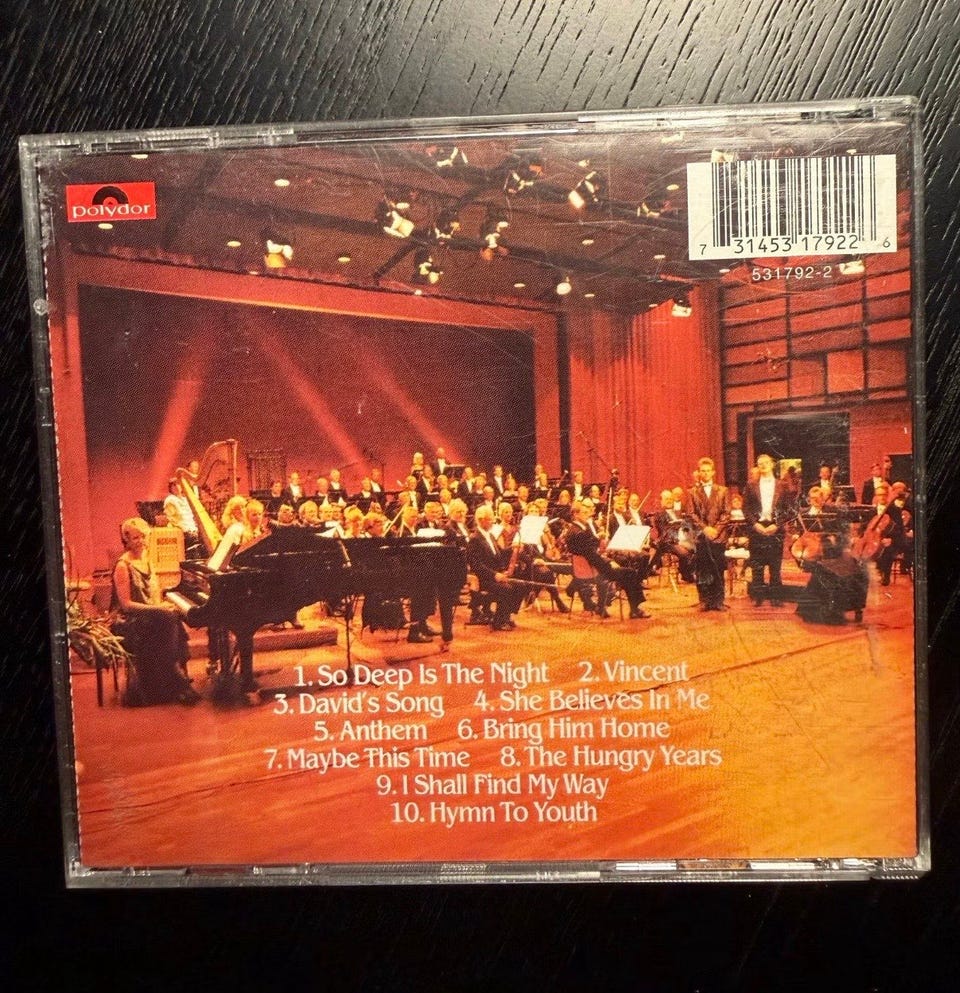 polydor
7 31453 17922 6
531792-2
1. So Deep Is The Night 2. Vincent
3. David's Song 4. She Believes In Me
5. Anthem 6. Bring Him Home
7. Maybe This Time 8. The Hungry Years
9. I Shall Find My Way
10. Hymn To Youth